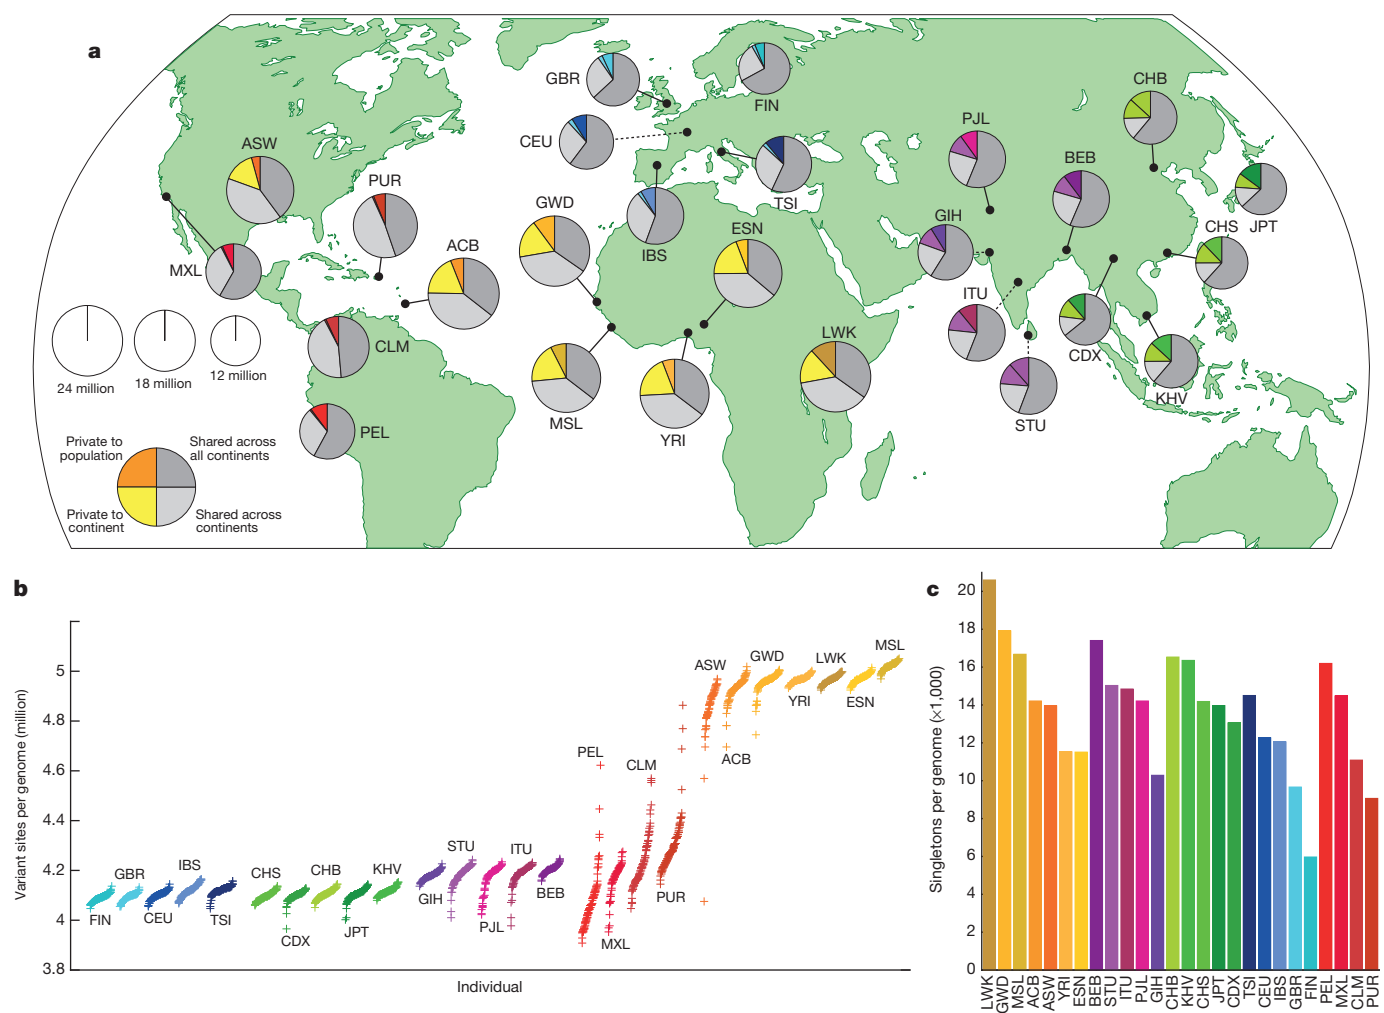 a
GBR
FIN
CHB
CEU
PJL
ASW
BEB
PUR
TSI
JPT
GWD
ESN
GIH
CHS
ACB
IBS
MXL
ITU
24 million
18 million
12 million
CLM
LWK
CDX
MSL
YRI
KHV
STU
PEL
Private to
population
Shared across
all continents
Private to
continent
Shared across
continents
b
Variant sites per genome (million)
5
4.8
4.6
4.4
4.2
4
3.8
FIN
GBR
CEU
IBS
TSI
CHS
CDX
CHB
JPT
KHV
GIH
STU
PJL
ITU
BEB
PEL
MXL
CLM
PUR
ASW
ACB
GWD
YRI
LWK
ESN
MSL
Individual
c
Singletons per genome (×1,000)
20
18
16
14
12
10
8
6
4
2
0
LWK
GWD
MSL
ACB
ASW
YRI
ESN
BEB
STU
ITU
PJL
GIH
CHB
KHV
CHS
JPT
CDX
TSI
CEU
IBS
GBR
FIN
PEL
MXL
CLM
PUR